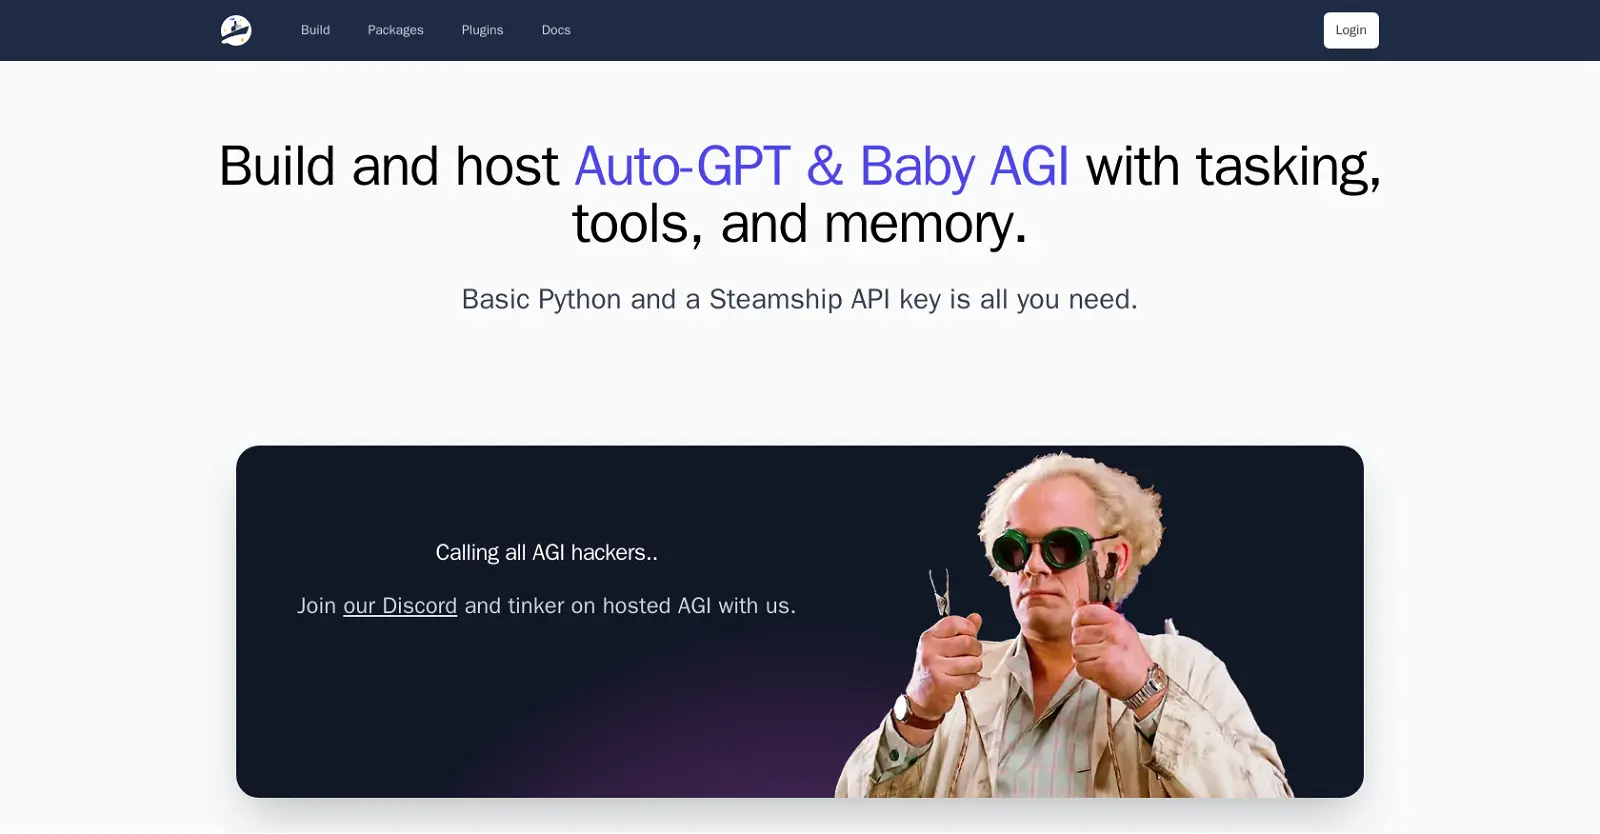 Build
Packages
Plugins
Docs
Login
Build and host Auto-GPT & Baby AGI with tasking,
tools, and memory.
Basic Python and a Steamship API key is all you need.
Calling all AGI hackers..
Join our Discord and tinker on hosted AGI with us.